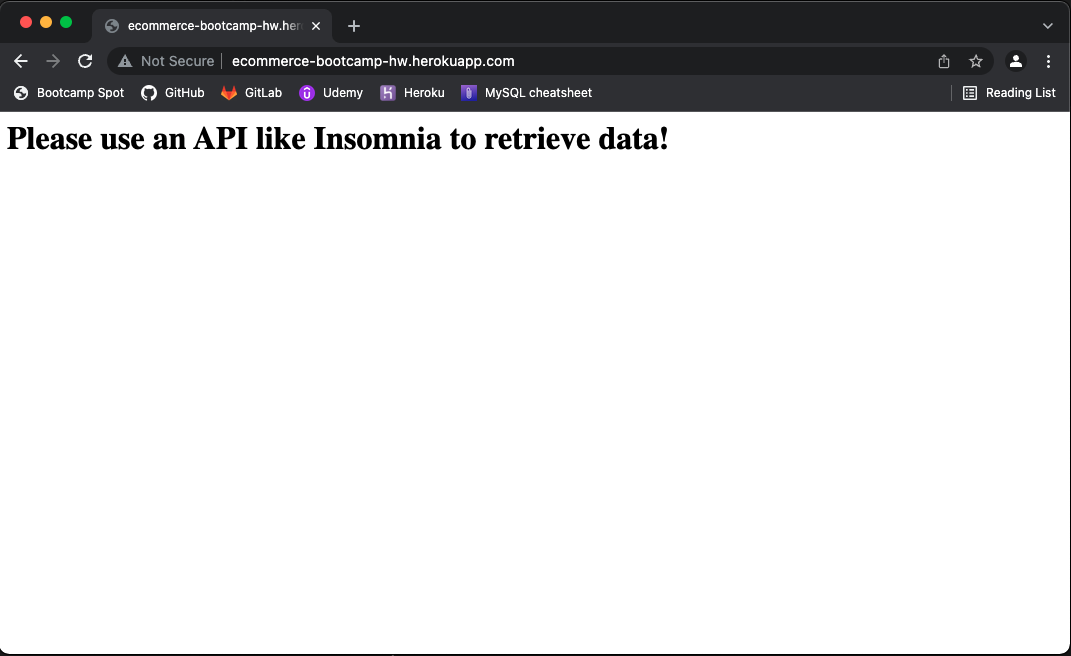 ecommerce-bootcamp-hw.her
Not Secure ecommerce-bootcamp-hw.herokuapp.com
Bootcamp Spot GitHub GitLab Udemy Heroku MySQL cheatsheet Reading List
Please use an API like Insomnia to retrieve data!